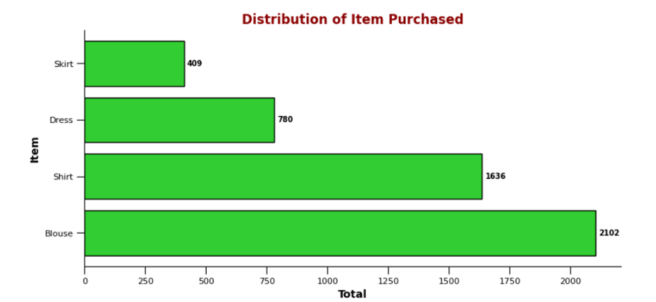 Distribution of Item Purchased
Item
Skirt
409
Dress
780
Shirt
1636
Blouse
2102
0 250 500 750 1000 1250 1500 1750 2000
Total